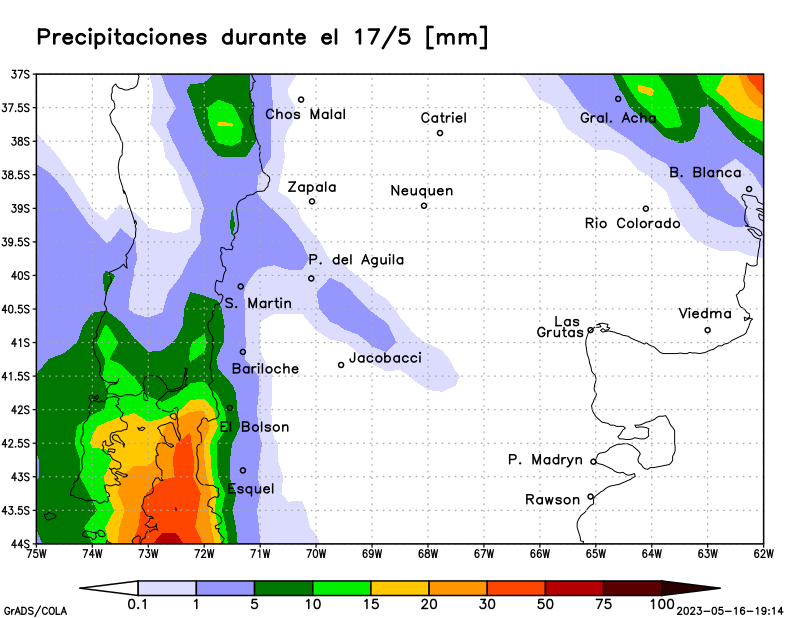 Precipitaciones durante el 17/5 [mm]
37S
37.5S
Chos Malal
Catriel
Gral. Acha
38S
38.5S
B. Blanca
Zapala
Neuquen
39S
Rio Colorado
39.5S
P. del Aguila
40S
S. Martin
40.5S
Viedma
Las
Grutas
41S
Jacobacci
Bariloche
41.5S
42S
El Bolson
42.5S
P. Madryn
43S
Esquel
Rawson
43.5S
44S
75W 74W 73W 72W 71W 70W 69W 68W 67W 66W 65W 64W 63W 62W
0.1 1 5 10 15 20 30 50 75 100
GrADS/COLA
2023-05-16-19:14